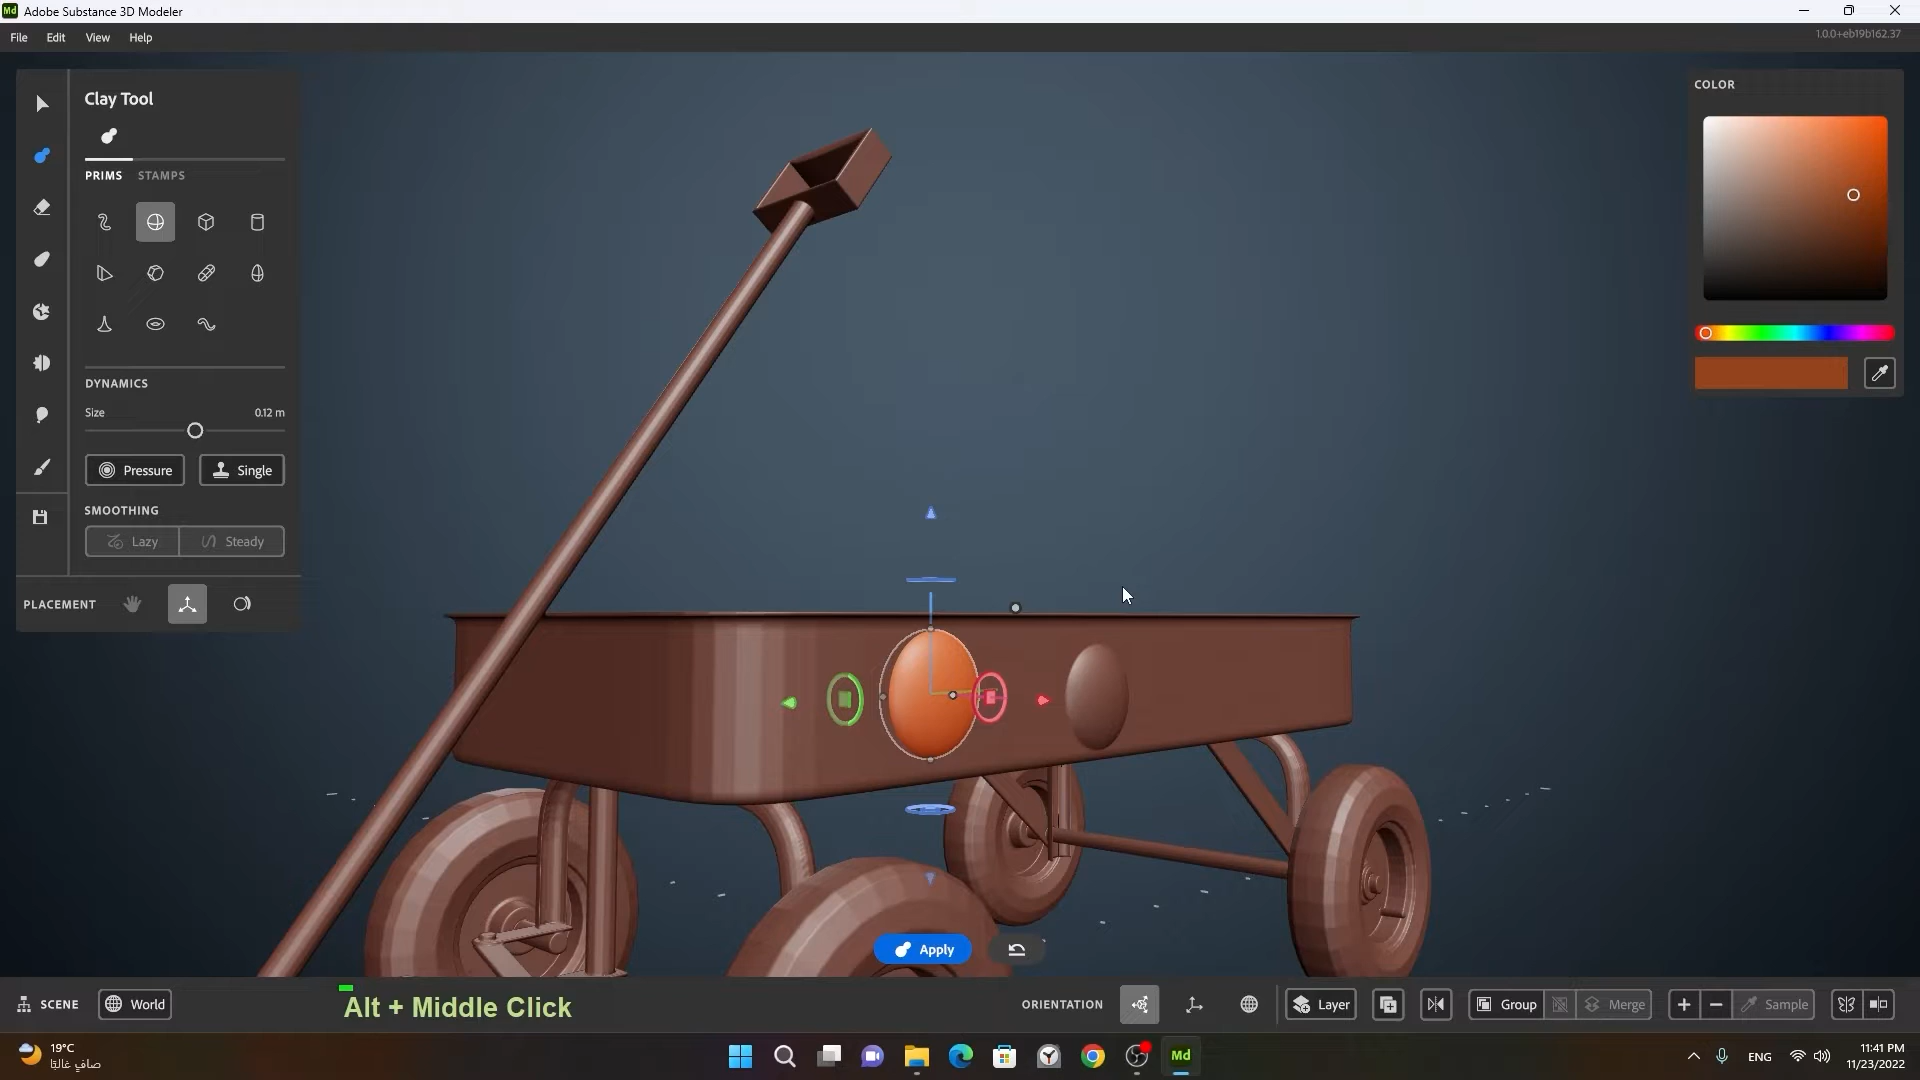 Md Adobe Substance 3D Modeler
File Edit View Help
1.0.0+eb19b162.37
Clay Tool
COLOR
PRIMS STAMPS
DYNAMICS
Size 0.12 m
Pressure Single
SMOOTHING
Lazy Steady
PLACEMENT
Apply
SCENE World Alt + Middle Click ORIENTATION Layer Group Merge Sample
19°C
صافٍ غالبًا
Md
ENG
11:41 PM
11/23/2022